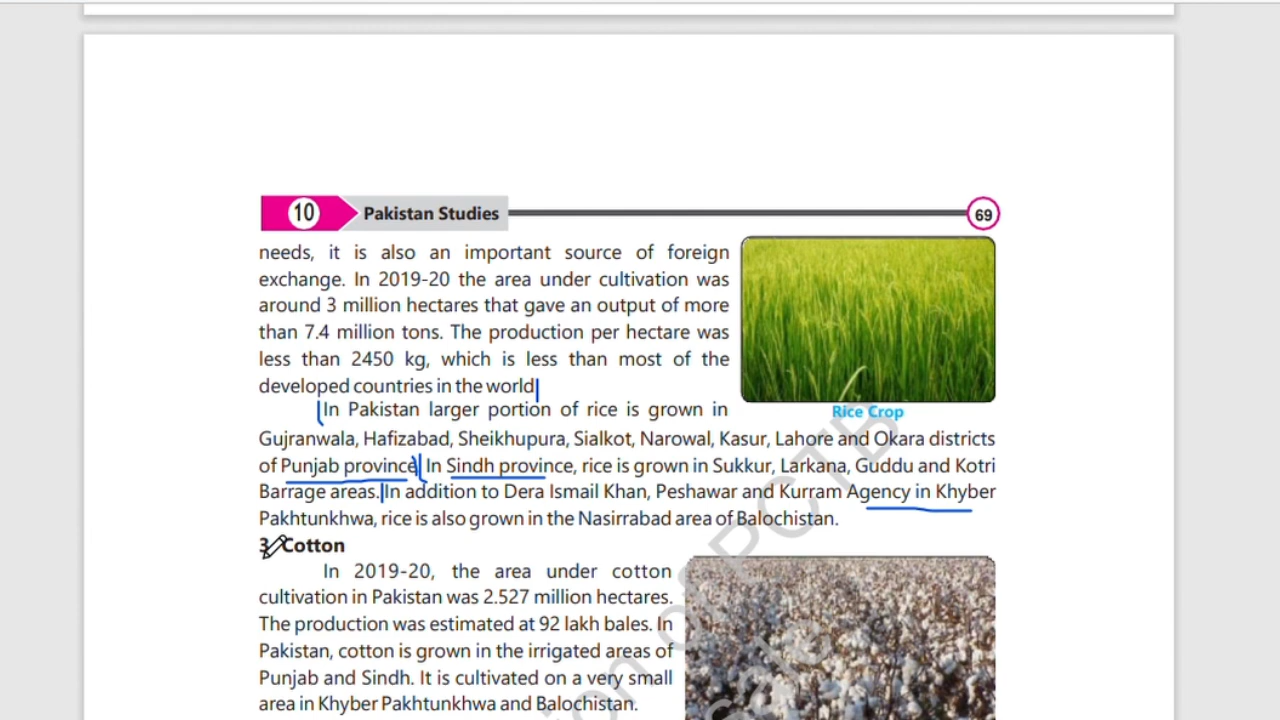 10 Pakistan Studies 69
needs, it is also an important source of foreign
exchange. In 2019-20 the area under cultivation was
around 3 million hectares that gave an output of more
than 7.4 million tons. The production per hectare was
less than 2450 kg, which is less than most of the
developed countries in the world
Rice Crop
In Pakistan larger portion of rice is grown in
Gujranwala, Hafizabad, Sheikhupura, Sialkot, Narowal, Kasur, Lahore and Okara districts
of Punjab province In Sindh province, rice is grown in Sukkur, Larkana, Guddu and Kotri
Barrage areas. In addition to Dera Ismail Khan, Peshawar and Kurram Agency in Khyber
Pakhtunkhwa, rice is also grown in the Nasirrabad area of Balochistan.
3 Cotton
In 2019-20, the area under cotton
cultivation in Pakistan was 2.527 million hectares.
The production was estimated at 92 lakh bales. In
Pakistan, cotton is grown in the irrigated areas of
Punjab and Sindh. It is cultivated on a very small
area in Khyber Pakhtunkhwa and Balochistan.